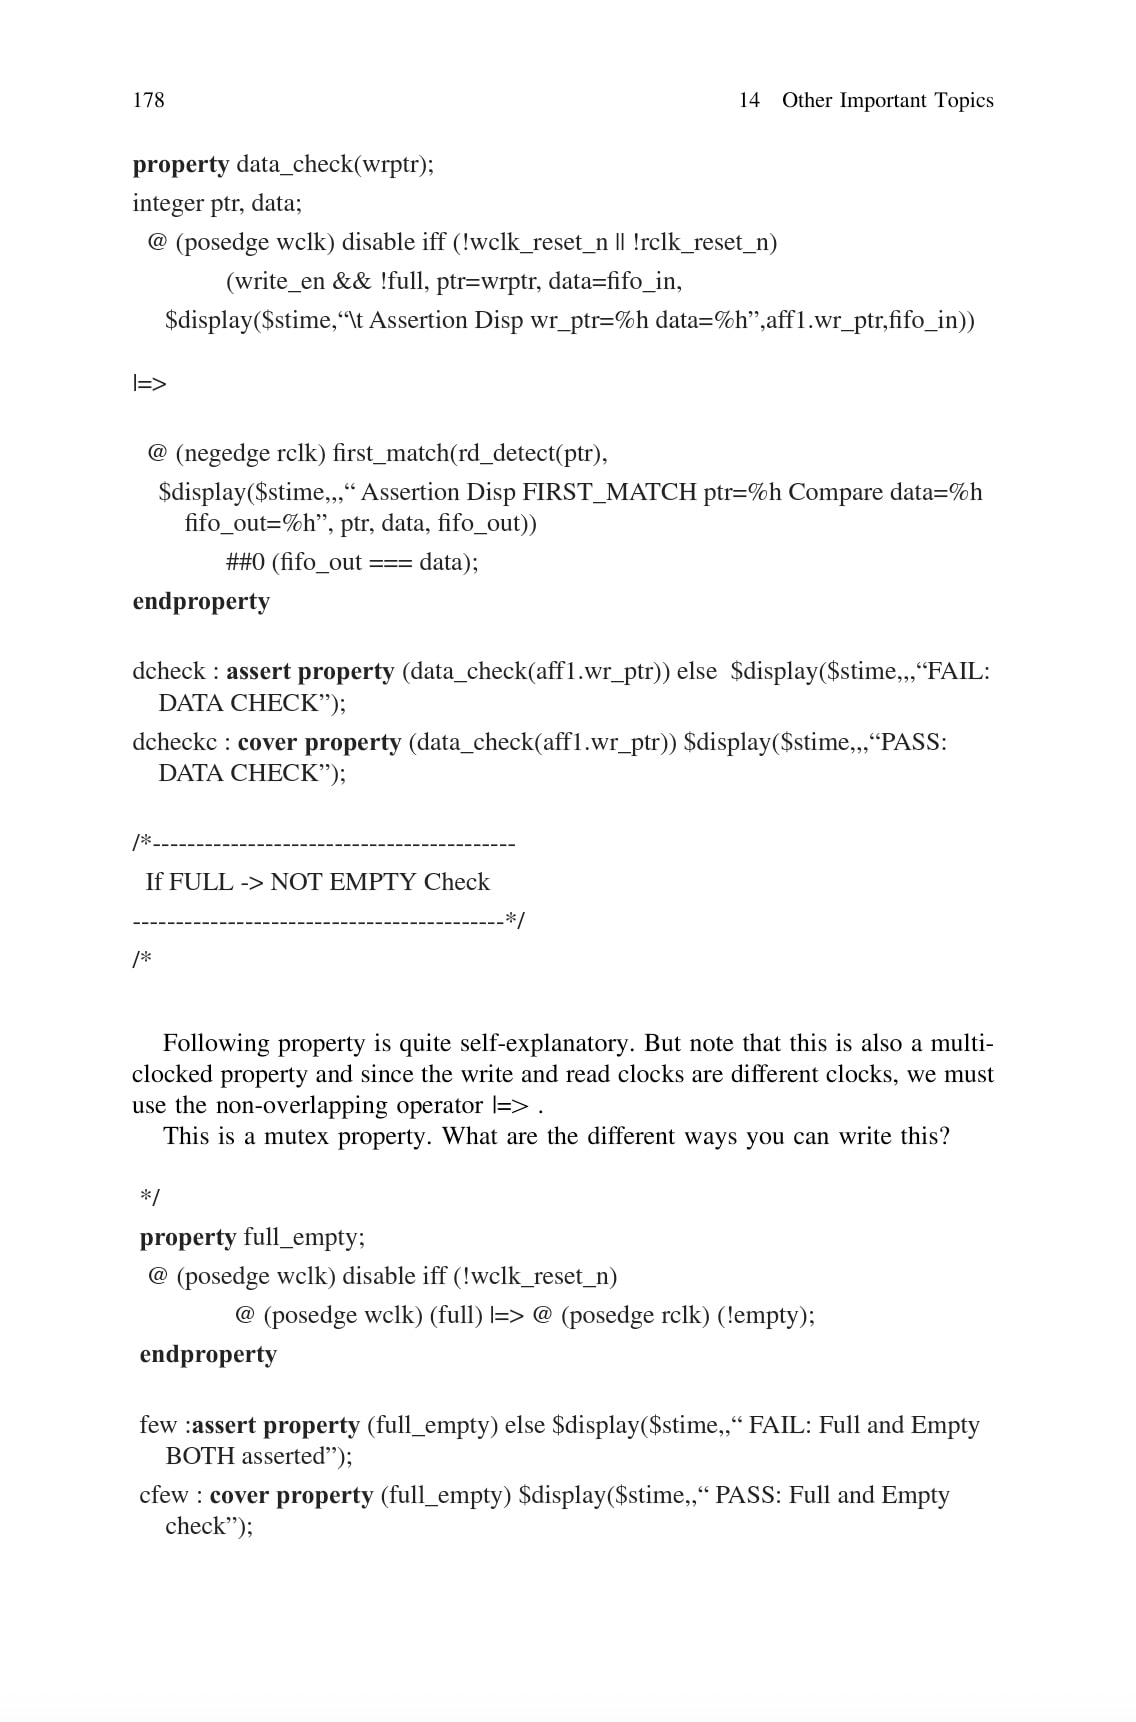 178 14 Other Important Topics
property data_check(wrptr);
integer ptr, data;
@ (posedge wclk) disable iff (!wclk_reset_n || !rclk_reset_n)
(write_en && !full, ptr=wrptr, data=fifo_in,
$display($stime,“\t Assertion Disp wr_ptr=%h data=%h”,aff1.wr_ptr,fifo_in))
|=>
@ (negedge rclk) first_match(rd_detect(ptr),
$display($stime,,,“ Assertion Disp FIRST_MATCH ptr=%h Compare data=%h
fifo_out=%h”, ptr, data, fifo_out))
##0 (fifo_out === data);
endproperty
dcheck : assert property (data_check(aff1.wr_ptr)) else $display($stime,,,“FAIL:
DATA CHECK”);
dcheckc : cover property (data_check(aff1.wr_ptr)) $display($stime,,,“PASS:
DATA CHECK”);
/*------------------------------------------
If FULL -> NOT EMPTY Check
-------------------------------------------*/
/*
Following property is quite self-explanatory. But note that this is also a multi-
clocked property and since the write and read clocks are different clocks, we must
use the non-overlapping operator |=> .
This is a mutex property. What are the different ways you can write this?
*/
property full_empty;
@ (posedge wclk) disable iff (!wclk_reset_n)
@ (posedge wclk) (full) |=> @ (posedge rclk) (!empty);
endproperty
few :assert property (full_empty) else $display($stime,,“ FAIL: Full and Empty
BOTH asserted”);
cfew : cover property (full_empty) $display($stime,,“ PASS: Full and Empty
check”);